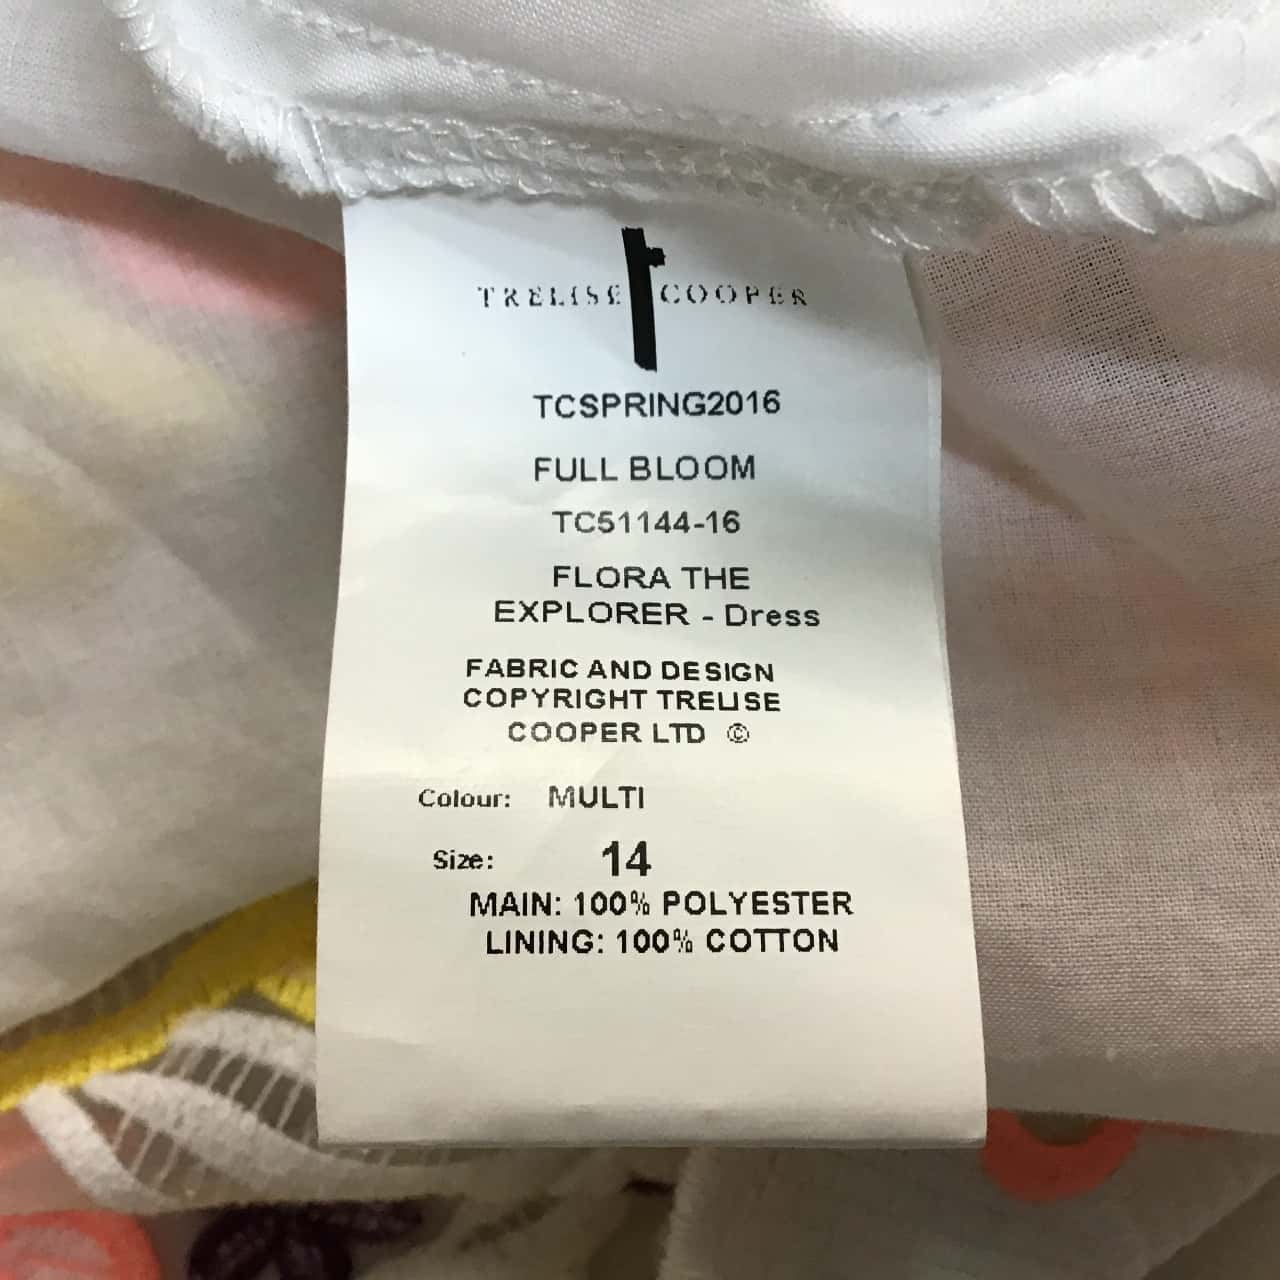 TRELISE COOPER
TCSPRING2016
FULL BLOOM
TC51144-16
FLORA THE
EXPLORER - Dress
FABRIC AND DESIGN
COPYRIGHT TRELISE
COOPER LTD ©
Colour: MULTI
Size: 14
MAIN: 100% POLYESTER
LINING: 100% COTTON